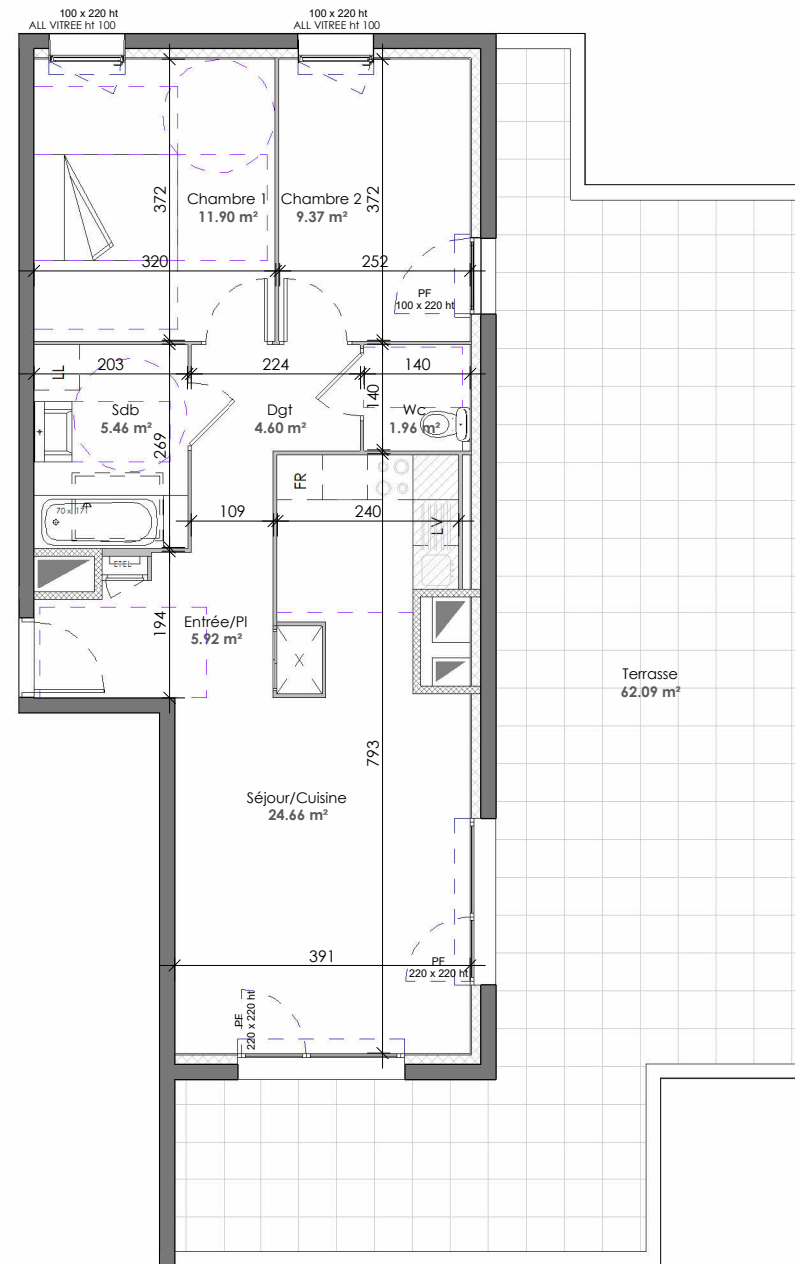 100 x 220 ht
ALL VITREE ht 100
100 x 220 ht
ALL VITREE ht 100
372
Chambre 1
11.90 m²
Chambre 2
9.37 m²
372
320
252
PF
100 x 220 ht
LL
203
224
140
140
Sdb
5.46 m²
269
Dgt
4.60 m²
Wc
1.96 m²
FR
70 x 171
109
240
LV
ETEL
194
Entrée/Pl
5.92 m²
Terrasse
62.09 m²
793
Séjour/Cuisine
24.66 m²
391
PF
220 x 220 ht
PF
220 x 220 ht